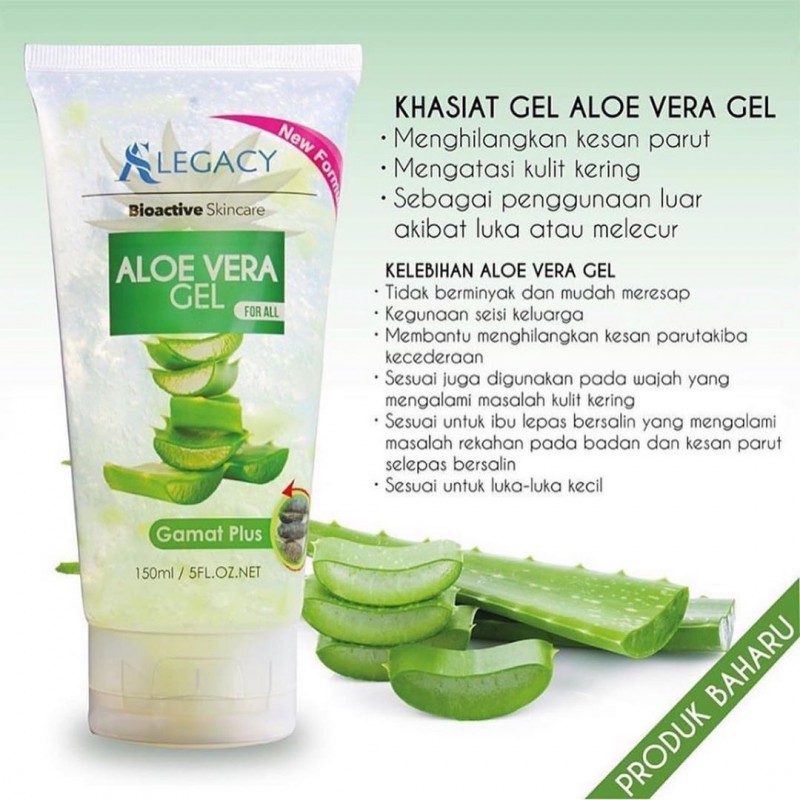 AS LEGACY
New Form
Bioactive Skincare
ALOE VERA
GEL
FOR ALL
Gamat Plus
150ml / 5FL.OZ.NET
KHASIAT GEL ALOE VERA GEL
· Menghilangkan kesan parut
· Mengatasi kulit kering
· Sebagai penggunaan luar
akibat luka atau melecur
KELEBIHAN ALOE VERA GEL
· Tidak berminyak dan mudah meresap
· Kegunaan seisi keluarga
· Membantu menghilangkan kesan parutakiba
kecederaan
· Sesuai juga digunakan pada wajah yang
mengalami masalah kulit kering
· Sesuai untuk ibu lepas bersalin yang mengalami
masalah rekahan pada badan dan kesan parut
selepas bersalin
· Sesuai untuk luka-luka kecil
PRODUK BAHARU